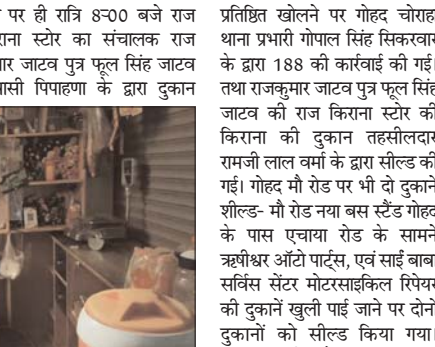 पर ही रात्रि 8-00 बजे राज
स्टोर का संचालक राज
जाटव पुत्र फूल सिंह जाटव
पिपाहणा के द्वारा दुकान
प्रतिष्ठित खोलने पर गोहद चोराह
थाना प्रभारी गोपाल सिंह सिकरवार
के द्वारा 188 की कार्रवाई की गई।
तथा राजकुमार जाटव पुत्र फूल सिंह
जाटव की राज किराना स्टोर की
किराना की दुकान तहसीलदार
रामजी लाल वर्मा के द्वारा सील्ड की
गई। गोहद मौ रोड पर भी दो दुकाने
शील्ड- मौ रोड नया बस स्टैंड गोहद
के पास एचाया रोड के सामने
ऋषीश्वर ऑटो पार्ट्स, एवं साईं बाबा
सर्विस सेंटर मोटरसाइकिल रिपेयर
की दुकानें खुली पाई जाने पर दोनो
दुकानों को सील्ड किया गया।